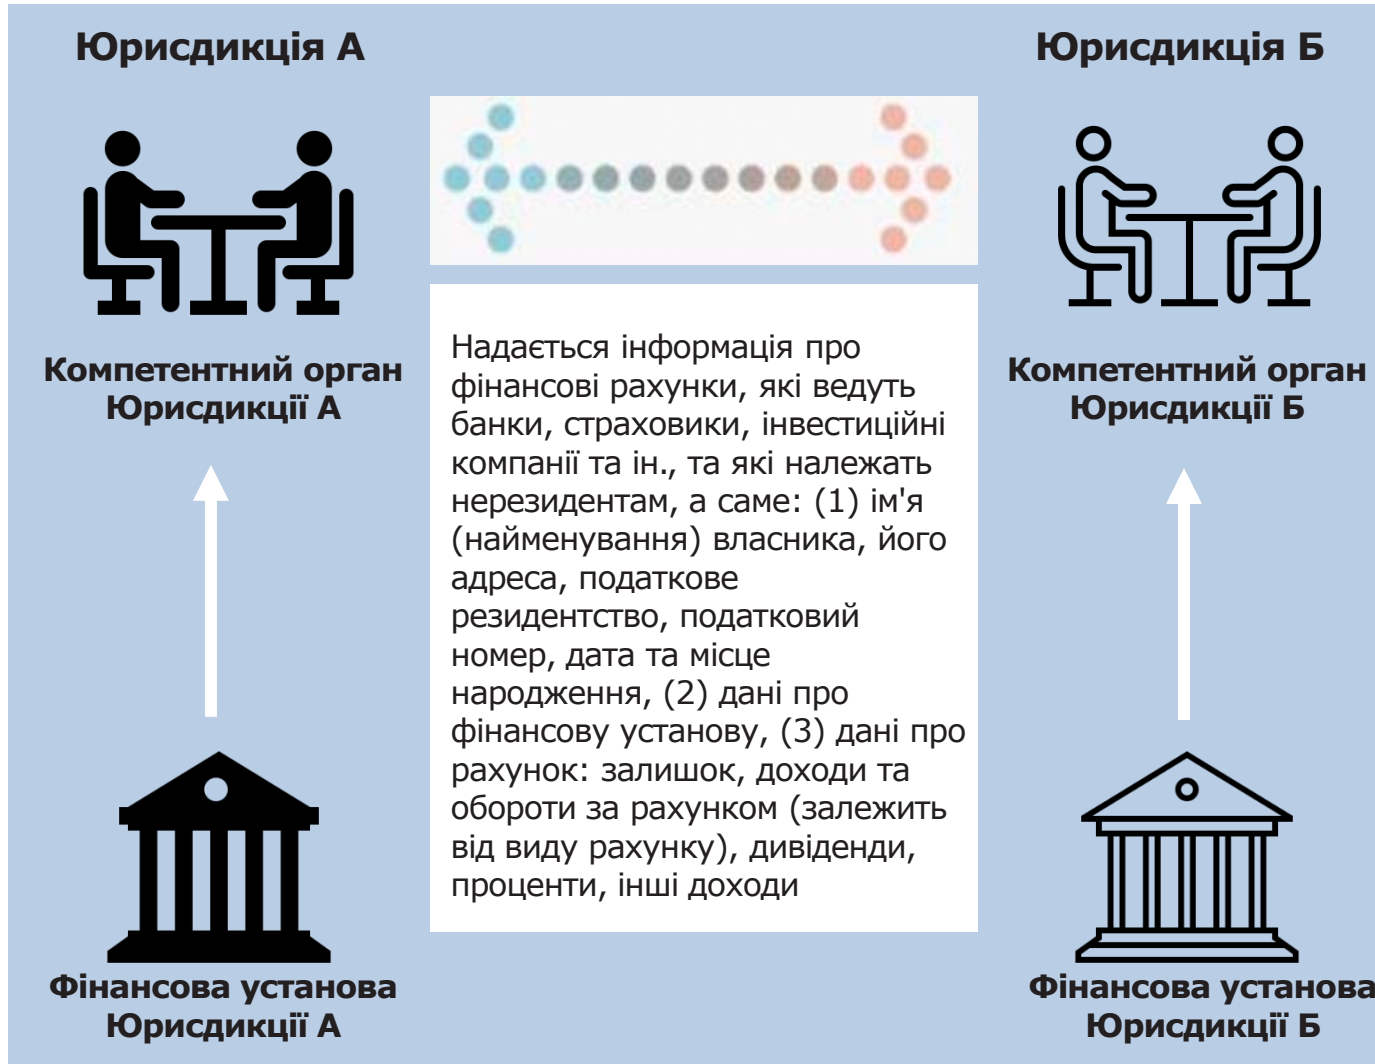 Юрисдикція А
Юрисдикція Б
Компетентний орган
Юрисдикції А
Надається інформація про
фінансові рахунки, які ведуть
банки, страховики, інвестиційні
компанії та ін., та які належать
нерезидентам, а саме: (1) ім'я
(найменування) власника, його
адреса, податкове
резидентство, податковий
номер, дата та місце
народження, (2) дані про
фінансову установу, (3) дані про
рахунок: залишок, доходи та
обороти за рахунком (залежить
від виду рахунку), дивіденди,
проценти, інші доходи
Компетентний орган
Юрисдикції Б
Фінансова установа
Юрисдикції А
Фінансова установа
Юрисдикції Б